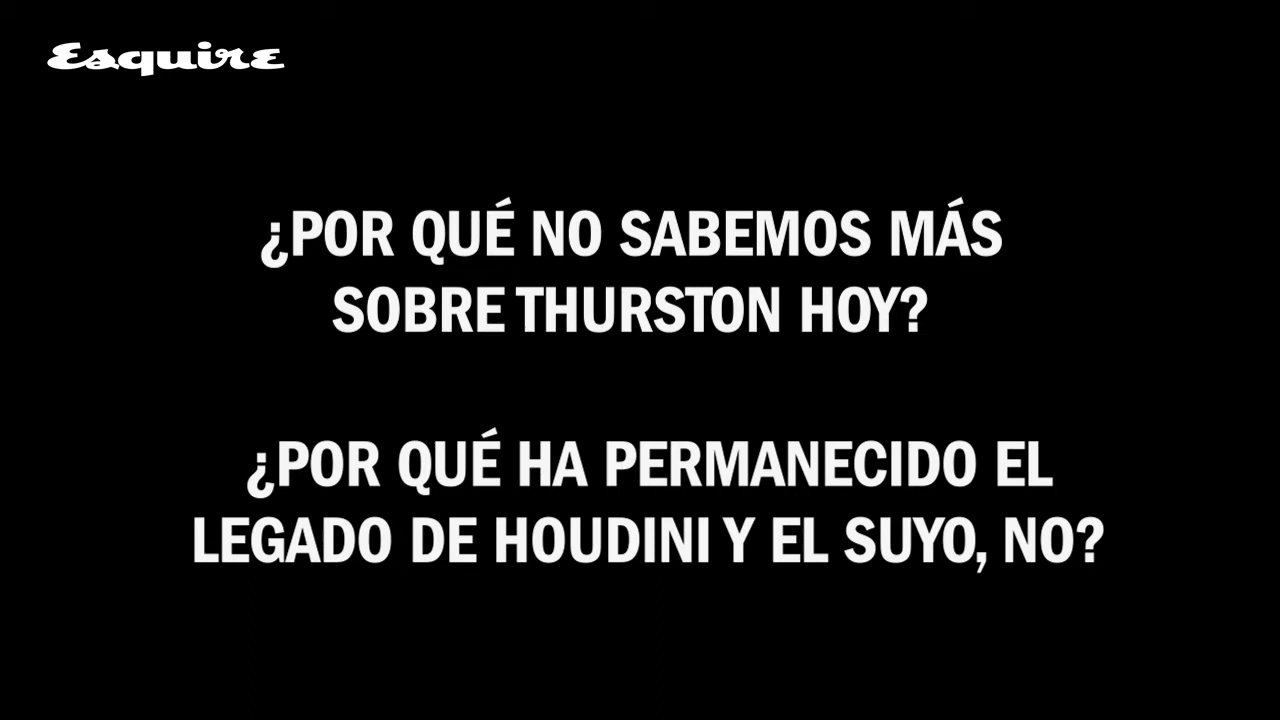 Esquire
¿POR QUÉ NO SABEMOS MÁS
SOBRE THURSTON HOY?
¿POR QUÉ HA PERMANECIDO EL
LEGADO DE HOUDINI Y EL SUYO, NO?